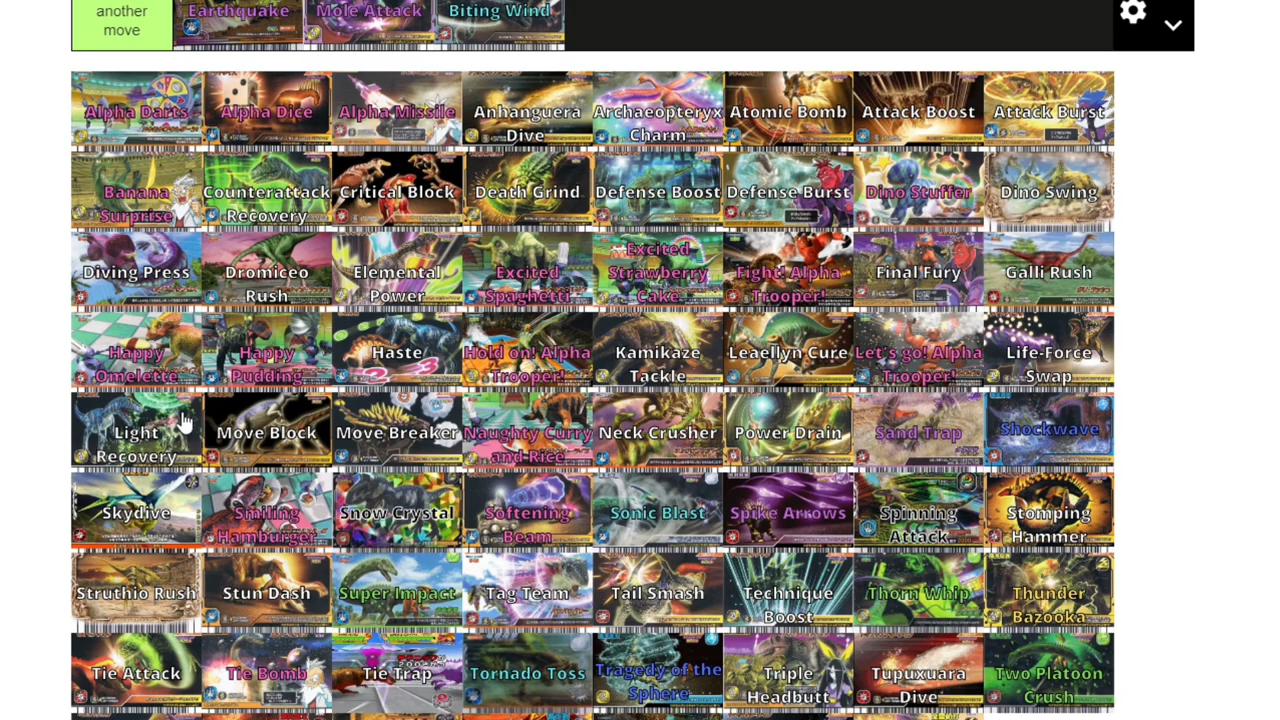 another
move
Earthquake
Mole Attack
Biting Wind
Alpha Darts
Alpha Dice
Alpha Missile
Anhanguera
Dive
Archaeopteryx
Charm
Atomic Bomb
Attack Boost
Attack Burst
Banana
Surprise
Counterattack
Recovery
Critical Block
Death Grind
Defense Boost
Defense Burst
Dino Stuffer
Dino Swing
Diving Press
Dromiceo
Rush
Elemental
Power
Excited
Spaghetti
Excited
Strawberry
Cake
Fight! Alpha
Trooper!
Final Fury
Galli Rush
Happy
Omelette
Happy
Pudding
Haste
Hold on! Alpha
Trooper!
Kamikaze
Tackle
Leaellyn Cure
Let's go! Alpha
Trooper!
Life-Force
Swap
Light
Recovery
Move Block
Move Breaker
Naughty Curry
and Rice
Neck Crusher
Power Drain
Sand Trap
Shockwave
Skydive
Smiling
Hamburger
Snow Crystal
Softening
Beam
Sonic Blast
Spike Arrows
Spinning
Attack
Stomping
Hammer
Struthio Rush
Stun Dash
Super Impact
Tag Team
Tail Smash
Technique
Boost
Thorn Whip
Thunder
Bazooka
Tie Attack
Tie Bomb
Tie Trap
Tornado Toss
Tragedy of the
Sphere
Triple
Headbutt
Tupuxuara
Dive
Two Platoon
Crush